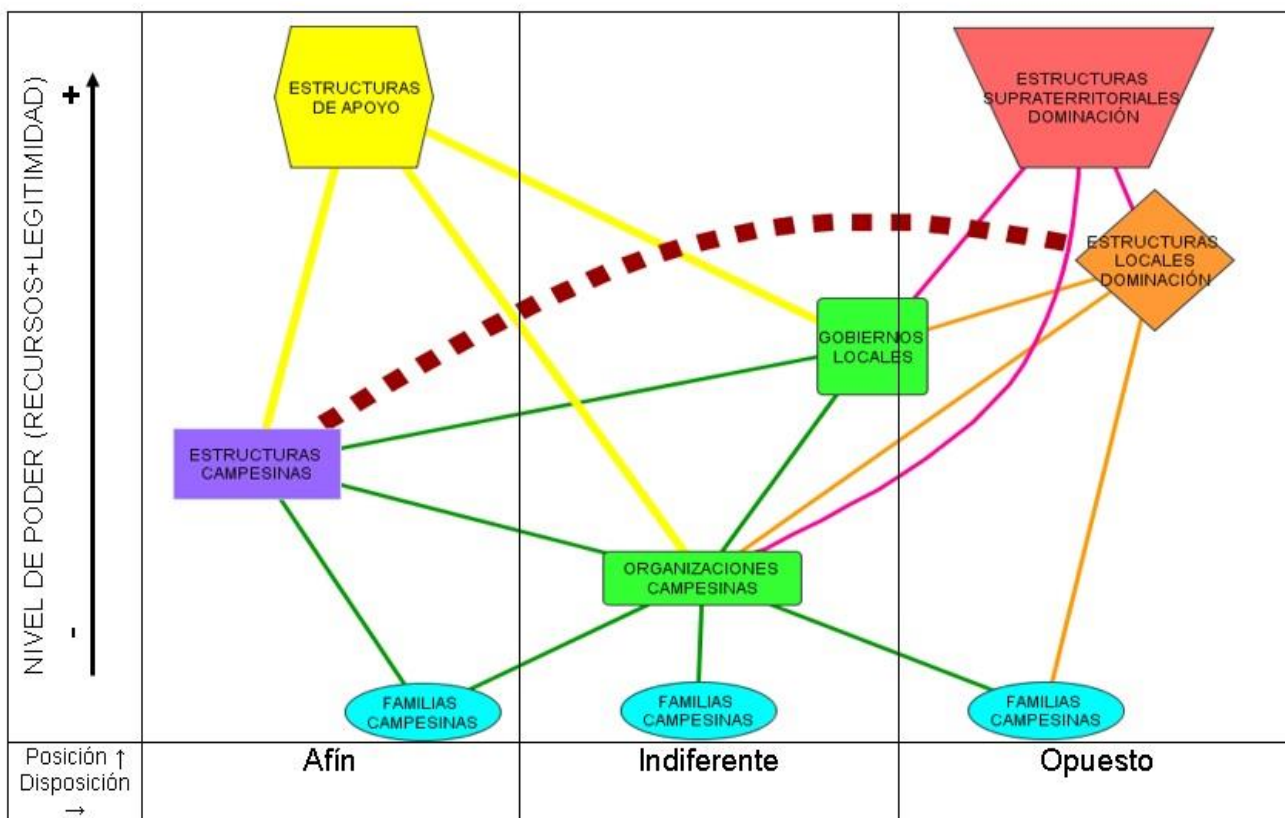 NIVEL DE PODER (RECURSOS+LEGITIMIDAD)
+
-
ESTRUCTURAS
DE APOYO
ESTRUCTURAS
SUPRATERRITORIALES
DOMINACIÓN
ESTRUCTURAS
LOCALES
DOMINACIÓN
GOBIERNOS
LOCALES
ESTRUCTURAS
CAMPESINAS
ORGANIZACIONES
CAMPESINAS
FAMILIAS
CAMPESINAS
FAMILIAS
CAMPESINAS
FAMILIAS
CAMPESINAS
Posición ↑
Disposición
→
Afín
Indiferente
Opuesto